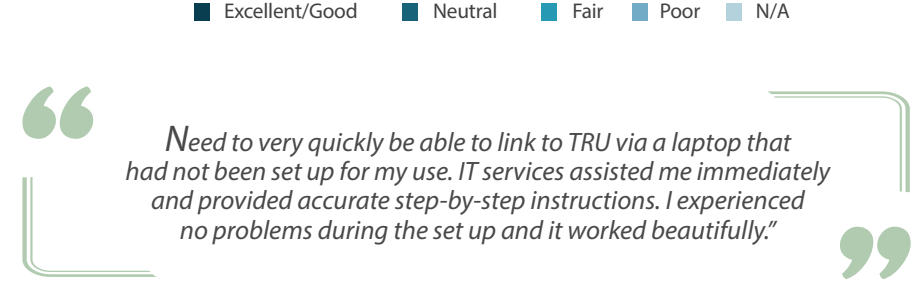 Excellent/Good Neutral Fair Poor N/A
“
Need to very quickly be able to link to TRU via a laptop that
had not been set up for my use. IT services assisted me immediately
and provided accurate step-by-step instructions. I experienced
no problems during the set up and it worked beautifully.”
”